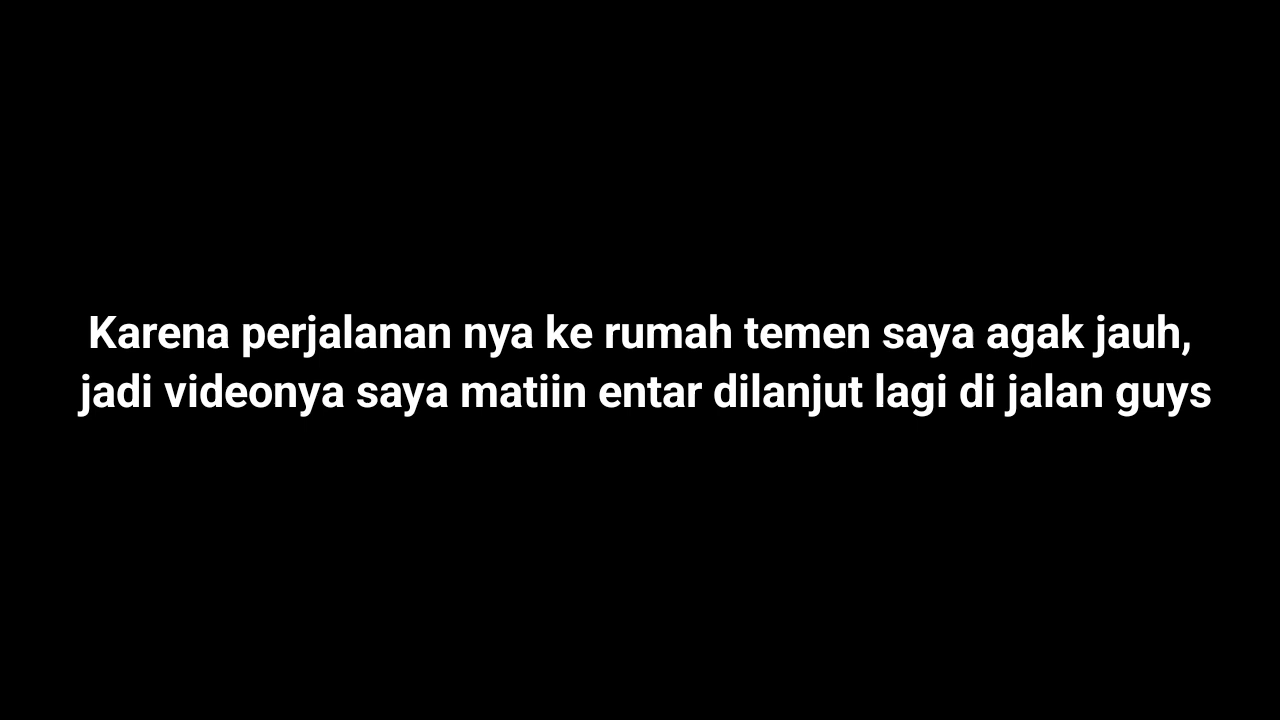 Karena perjalanan nya ke rumah temen saya agak jauh,
jadi videonya saya matiin entar dilanjut lagi di jalan guys